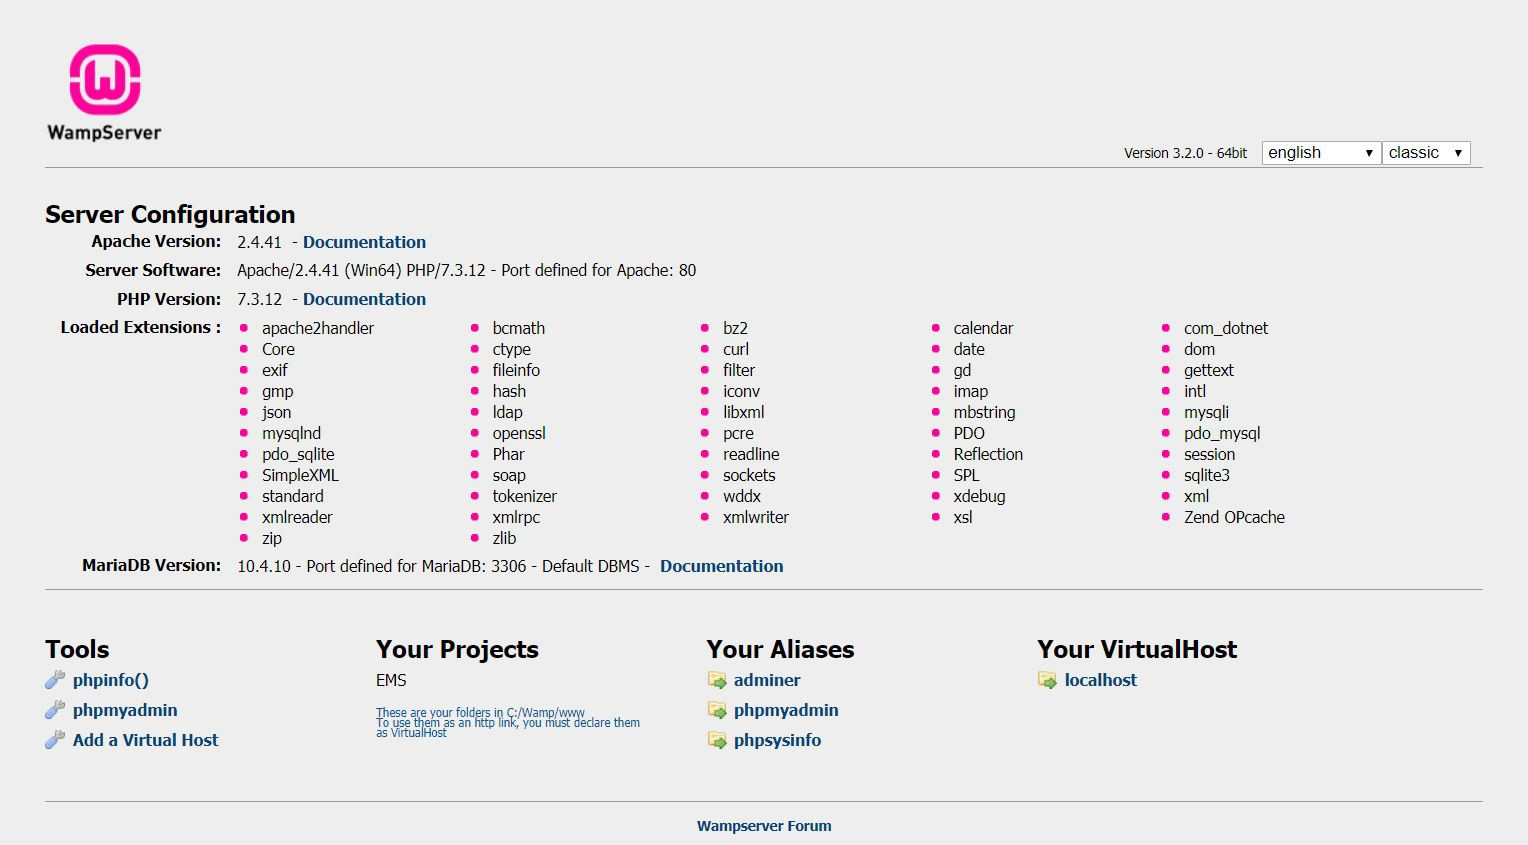 W
WampServer
Version 3.2.0 - 64bit english classic
Server Configuration
Apache Version: 2.4.41 - Documentation
Server Software: Apache/2.4.41 (Win64) PHP/7.3.12 - Port defined for Apache: 80
PHP Version: 7.3.12 - Documentation
Loaded Extensions : apache2handler bcmath bz2 calendar com_dotnet
Core ctype curl date dom
exif fileinfo filter gd gettext
gmp hash iconv imap intl
json ldap libxml mbstring mysqli
mysqlnd openssl pcre PDO pdo_mysql
pdo_sqlite Phar readline Reflection session
SimpleXML soap sockets SPL sqlite3
standard tokenizer wddx xdebug xml
xmlreader xmlrpc xmlwriter xsl Zend OPcache
zip zlib
MariaDB Version: 10.4.10 - Port defined for MariaDB: 3306 - Default DBMS - Documentation
Tools
phpinfo()
phpmyadmin
Add a Virtual Host
Your Projects
EMS
These are your folders in C:/Wamp/www
To use them as an http link, you must declare them
as VirtualHost
Your Aliases
adminer
phpmyadmin
phpsysinfo
Your VirtualHost
localhost
Wampserver Forum